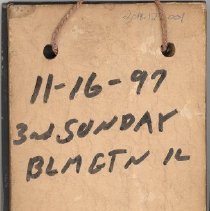 11-16-97
3rd SUNDAY
BLMGTN IL